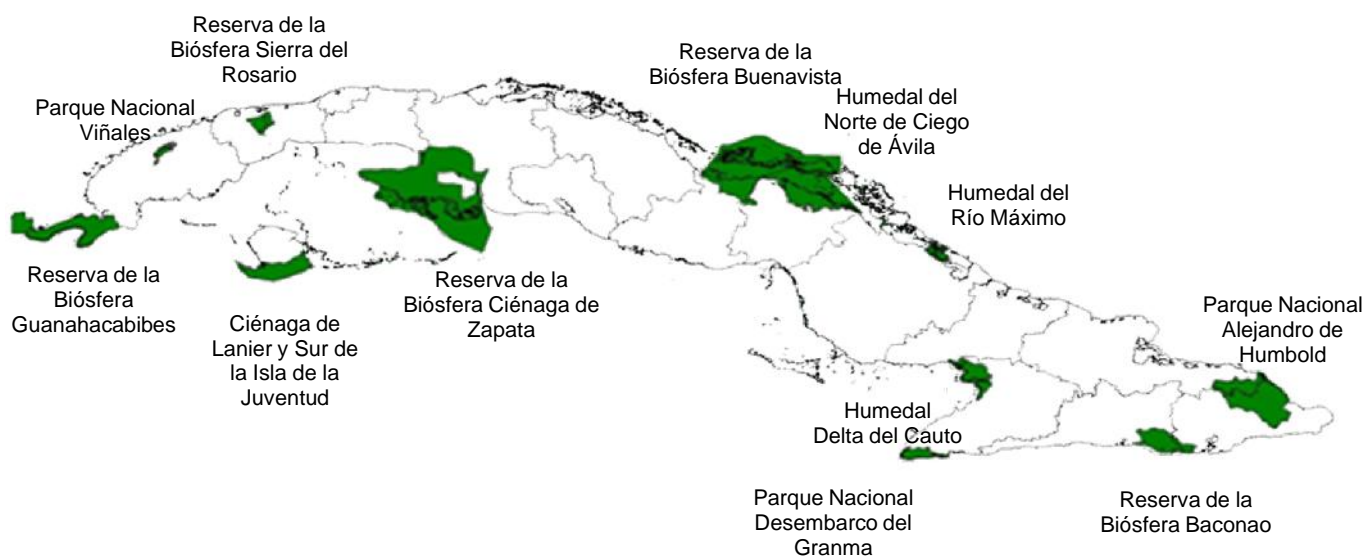 Reserva de la
Biósfera Sierra del
Rosario
Parque Nacional
Viñales
Reserva de la
Biósfera Buenavista
Humedal del
Norte de Ciego
de Ávila
Humedal del
Río Máximo
Reserva de la
Biósfera
Guanahacabibes
Ciénaga de
Lanier y Sur de
la Isla de la
Juventud
Reserva de la
Biósfera Ciénaga de
Zapata
Parque Nacional
Alejandro de
Humbold
Humedal
Delta del Cauto
Parque Nacional
Desembarco del
Granma
Reserva de la
Biósfera Baconao